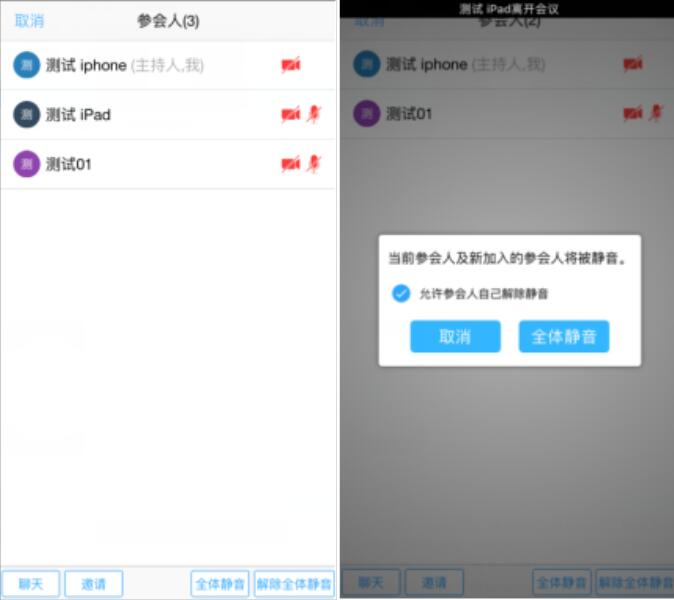 取消 参会人(3)
测 测试 iphone (主持人,我)
测 测试 iPad
测 测试01
聊天 邀请 全体静音 解除全体静音
测试 iPad离开会议
取消 参会人(2)
测 测试 iphone (主持人,我)
测 测试01
当前参会人及新加入的参会人将被静音。
允许参会人自己解除静音
取消 全体静音
聊天 邀请 全体静音 解除全体静音